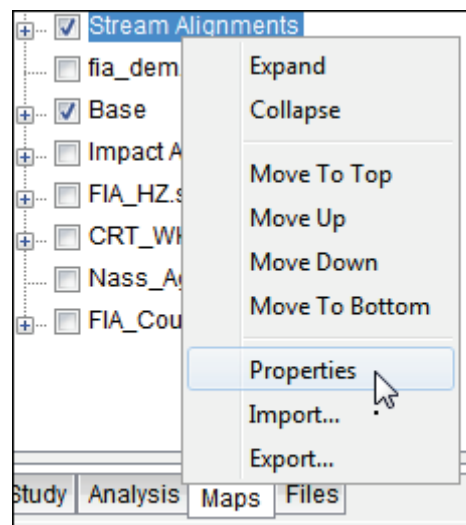 Stream Alignments
fia_dem
Base
Impact A
FIA_HZ.s
CRT_W
Nass_A
FIA_Cou
Expand
Collapse
Move To Top
Move Up
Move Down
Move To Bottom
Properties
Import...
Export...
Study Analysis Maps Files